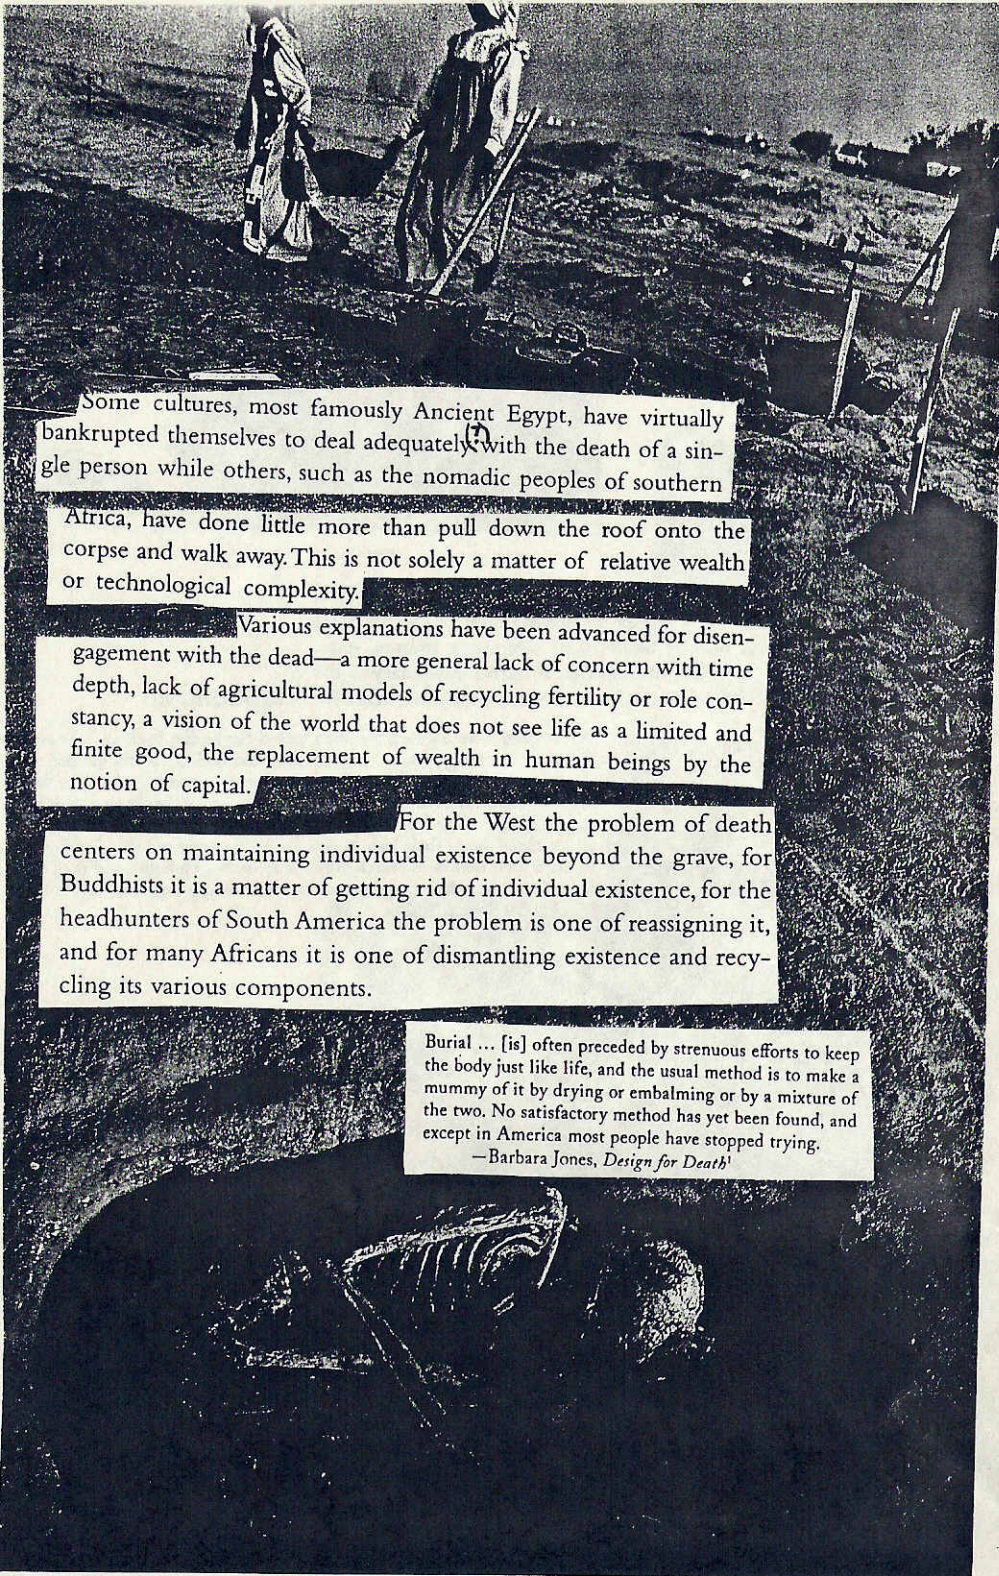 Some cultures, most famously Ancient Egypt, have virtually
bankrupted themselves to deal adequately(?)with the death of a sin-
gle person while others, such as the nomadic peoples of southern
Africa, have done little more than pull down the roof onto the
corpse and walk away. This is not solely a matter of relative wealth
or technological complexity.
Various explanations have been advanced for disen-
gagement with the dead—a more general lack of concern with time
depth, lack of agricultural models of recycling fertility or role con-
stancy, a vision of the world that does not see life as a limited and
finite good, the replacement of wealth in human beings by the
notion of capital.
For the West the problem of death
centers on maintaining individual existence beyond the grave, for
Buddhists it is a matter of getting rid of individual existence, for the
headhunters of South America the problem is one of reassigning it,
and for many Africans it is one of dismantling existence and recy-
cling its various components.
Burial ... [is] often preceded by strenuous efforts to keep
the body just like life, and the usual method is to make a
mummy of it by drying or embalming or by a mixture of
the two. No satisfactory method has yet been found, and
except in America most people have stopped trying.
—Barbara Jones, Design for Death¹